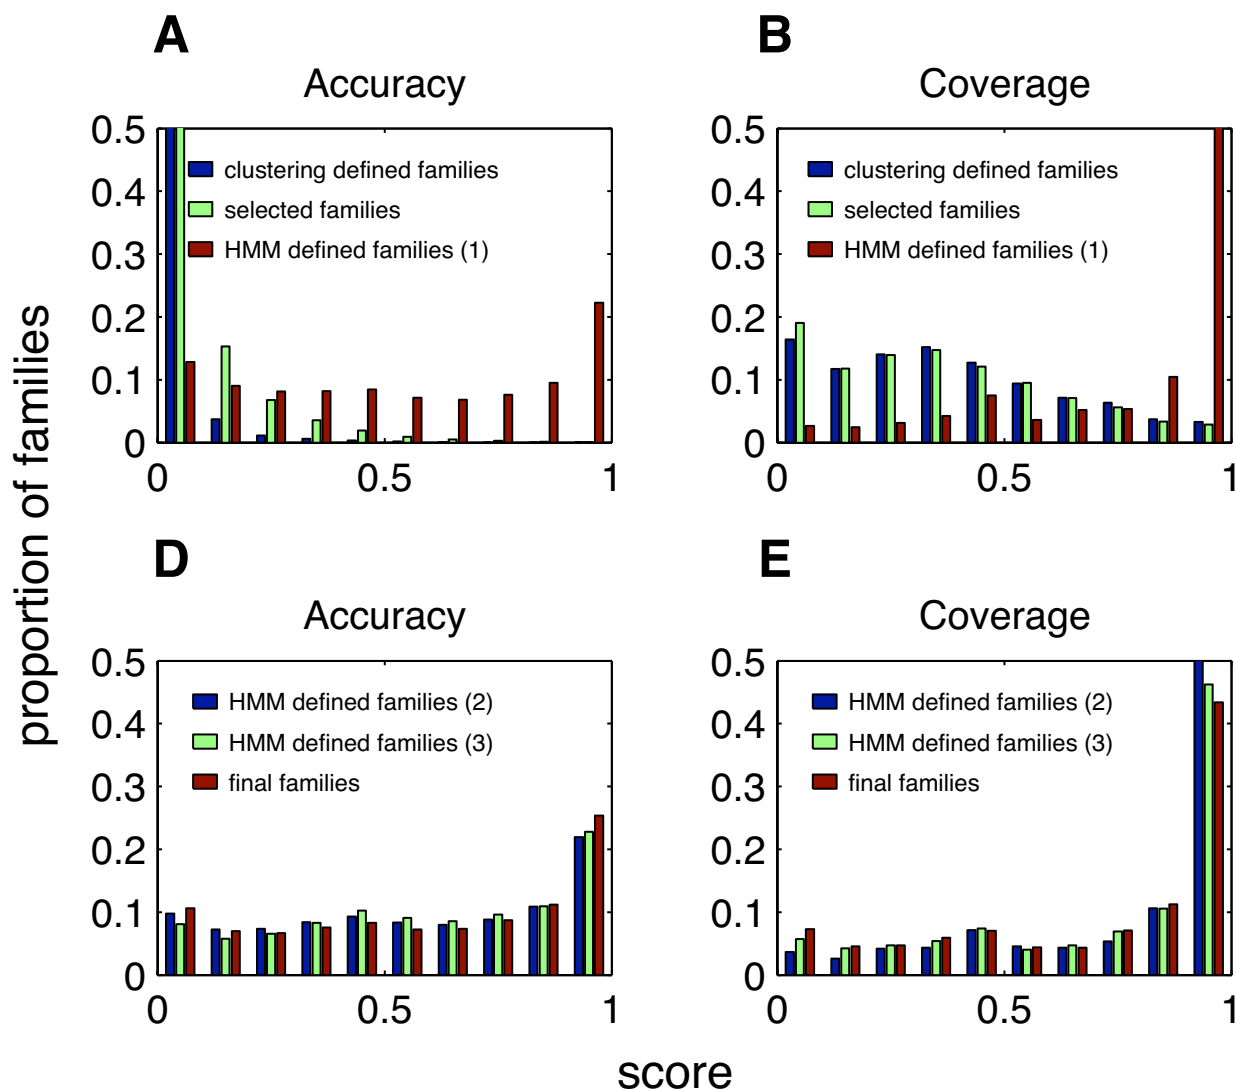 A
Accuracy
0.5
0.4
0.3
0.2
0.1
0
clustering defined families
selected families
HMM defined families (1)
0
0.5
1
B
Coverage
0.5
0.4
0.3
0.2
0.1
0
clustering defined families
selected families
HMM defined families (1)
0
0.5
1
proportion of families
D
Accuracy
0.5
0.4
0.3
0.2
0.1
0
HMM defined families (2)
HMM defined families (3)
final families
0
0.5
1
E
Coverage
0.5
0.4
0.3
0.2
0.1
0
HMM defined families (2)
HMM defined families (3)
final families
0
0.5
1
score